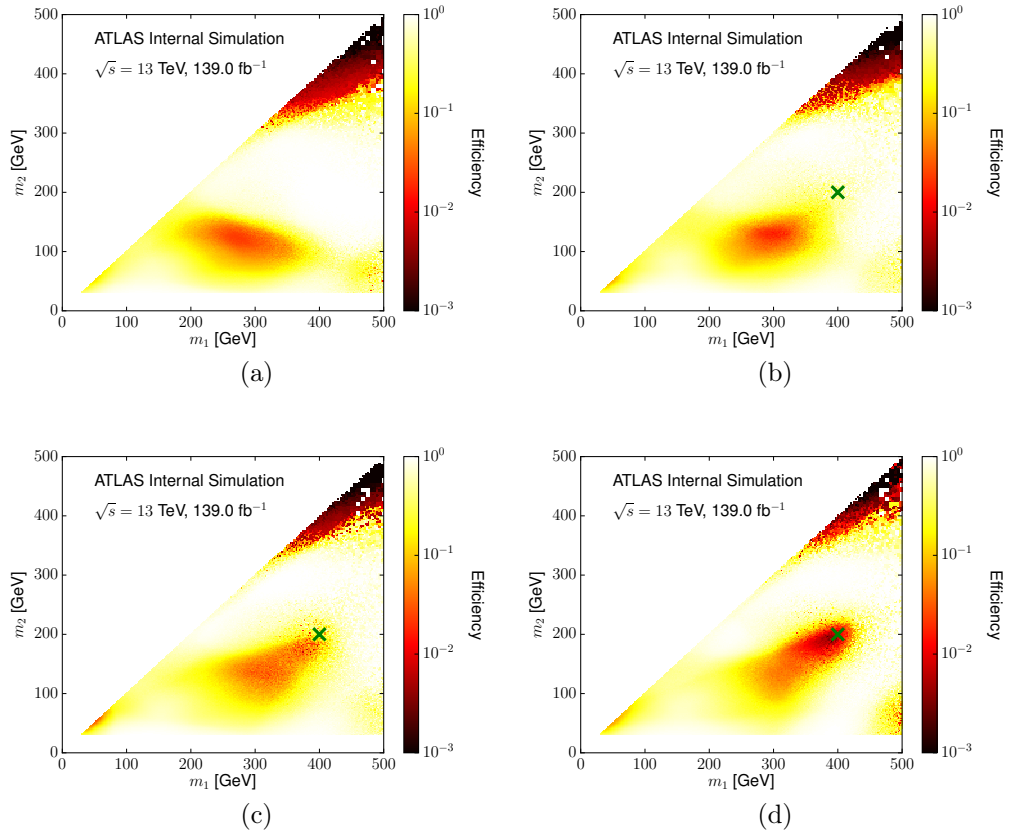 ATLAS Internal Simulation
√s = 13 TeV, 139.0 fb⁻¹
m₂ [GeV]
500
400
300
200
100
0
0 100 200 300 400 500
m₁ [GeV]
10⁰
10⁻¹
10⁻²
10⁻³
Efficiency
(a)
ATLAS Internal Simulation
√s = 13 TeV, 139.0 fb⁻¹
m₂ [GeV]
500
400
300
200
100
0
0 100 200 300 400 500
m₁ [GeV]
10⁰
10⁻¹
10⁻²
10⁻³
Efficiency
(b)
ATLAS Internal Simulation
√s = 13 TeV, 139.0 fb⁻¹
m₂ [GeV]
500
400
300
200
100
0
0 100 200 300 400 500
m₁ [GeV]
10⁰
10⁻¹
10⁻²
10⁻³
Efficiency
(c)
ATLAS Internal Simulation
√s = 13 TeV, 139.0 fb⁻¹
m₂ [GeV]
500
400
300
200
100
0
0 100 200 300 400 500
m₁ [GeV]
10⁰
10⁻¹
10⁻²
10⁻³
Efficiency
(d)